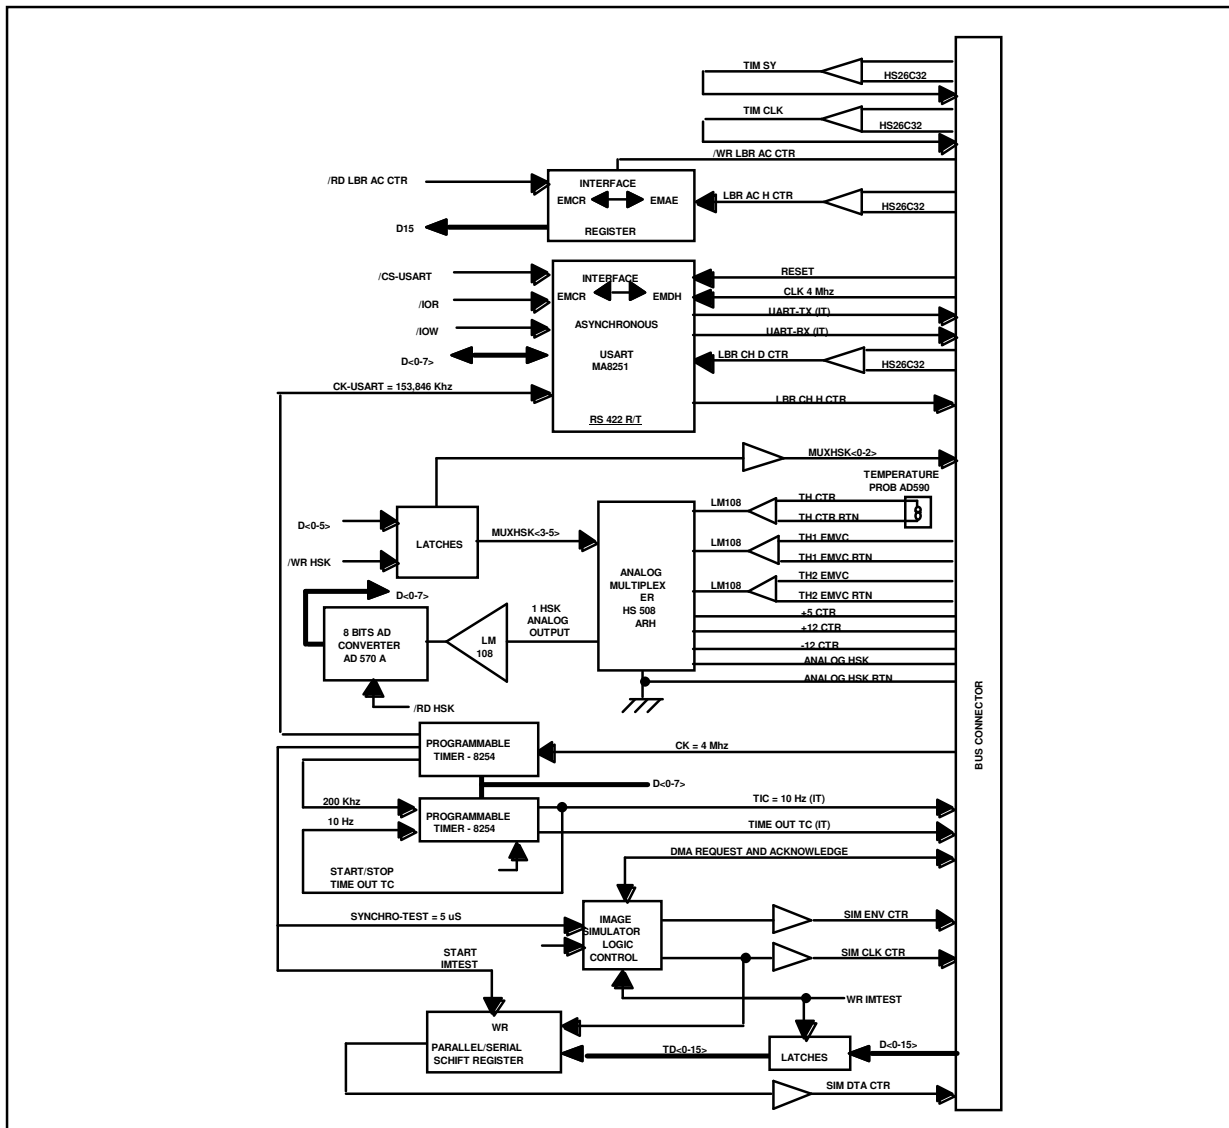 TIM SY
HS26C32
TIM CLK
HS26C32
/WR LBR AC CTR
/RD LBR AC CTR
INTERFACE
EMCR
EMAE
REGISTER
LBR AC H CTR
HS26C32
D15
/CS-USART
/IOR
/IOW
D<0-7>
CK-USART = 153,846 Khz
INTERFACE
EMCR
EMDH
ASYNCHRONOUS
USART
MA8251
RS 422 R/T
RESET
CLK 4 Mhz
UART-TX (IT)
UART-RX (IT)
LBR CH D CTR
HS26C32
LBR CH H CTR
MUXHSK<0-2>
TEMPERATURE
PROB AD590
D<0-5>
/WR HSK
LATCHES
MUXHSK<3-5>
ANALOG
MULTIPLEX
ER
HS 508
ARH
LM108
TH CTR
TH CTR RTN
LM108
TH1 EMVC
TH1 EMVC RTN
LM108
TH2 EMVC
TH2 EMVC RTN
+5 CTR
+12 CTR
-12 CTR
ANALOG HSK
ANALOG HSK RTN
D<0-7>
8 BITS AD
CONVERTER
AD 570 A
LM
108
1 HSK
ANALOG
OUTPUT
/RD HSK
BUS CONNECTOR
PROGRAMMABLE
TIMER - 8254
CK = 4 Mhz
D<0-7>
200 Khz
10 Hz
PROGRAMMABLE
TIMER - 8254
TIC = 10 Hz (IT)
TIME OUT TC (IT)
START/STOP
TIME OUT TC
DMA REQUEST AND ACKNOWLEDGE
SYNCHRO-TEST = 5 uS
IMAGE
SIMULATOR
LOGIC
CONTROL
SIM ENV CTR
SIM CLK CTR
START
IMTEST
WR IMTEST
WR
PARALLEL/SERIAL
SCHIFT REGISTER
TD<0-15>
LATCHES
D<0-15>
SIM DTA CTR